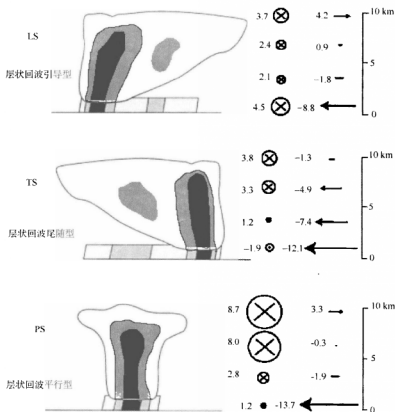 LS
层状回波引导型
3.7 4.2 10 km
2.4 0.9
2.1 -1.8 5
4.5 -8.8 0
TS
层状回波尾随型
3.8 -1.3 10 km
3.3 -4.9
1.2 -7.4 5
-1.9 -12.1 0
PS
层状回波平行型
8.7 3.3 10 km
8.0 -0.3
2.8 -1.9 5
1.2 -13.7 0